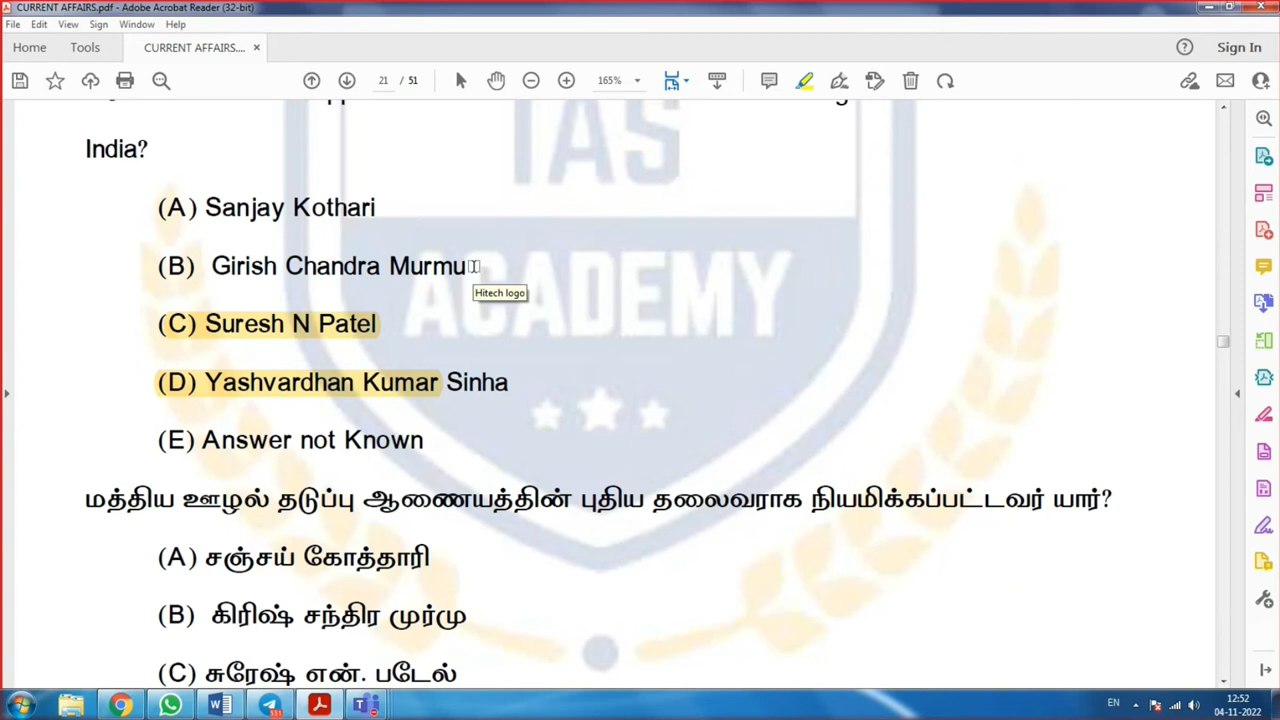 CURRENT AFFAIRS.pdf - Adobe Acrobat Reader (32-bit)
File Edit View Sign Window Help
Home Tools CURRENT AFFAIRS.... × Sign In
21 / 51 165%
India?
(A) Sanjay Kothari
(B) Girish Chandra Murmu
Hitech logo
(C) Suresh N Patel
(D) Yashvardhan Kumar Sinha
(E) Answer not Known
மத்திய ஊழல் தடுப்பு ஆணையத்தின் புதிய தலைவராக நியமிக்கப்பட்டவர் யார்?
(A) சஞ்சய் கோத்தாரி
(B) கிரிஷ் சந்திர முர்மு
(C) சுரேஷ் என். படேல்
IAS
ACADEMY
EN 12:52
04-11-2022